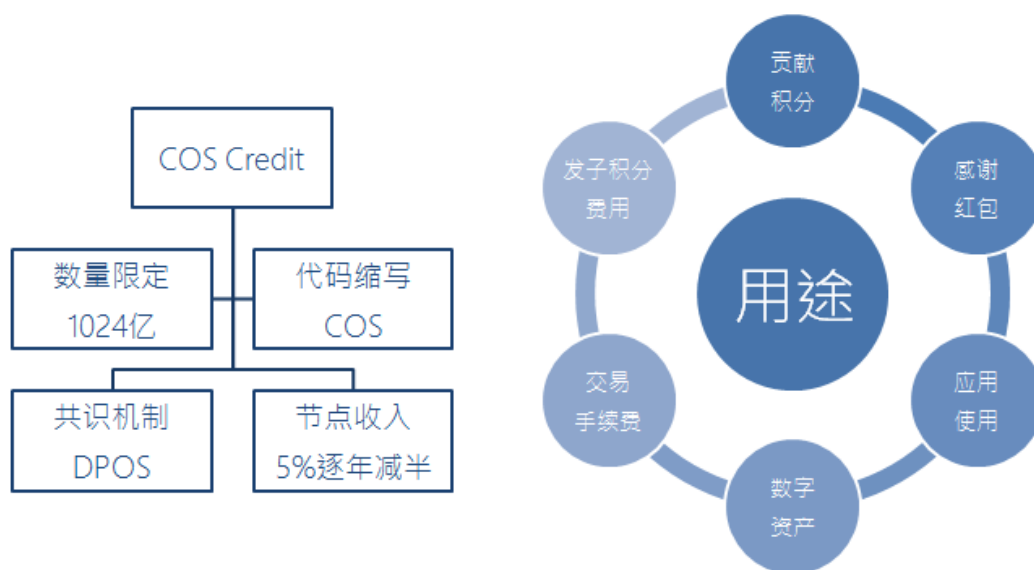 COS Credit
数量限定
1024亿
代码缩写
COS
共识机制
DPOS
节点收入
5%逐年减半
用途
贡献
积分
感谢
红包
应用
使用
数字
资产
交易
手续费
发子积分
费用